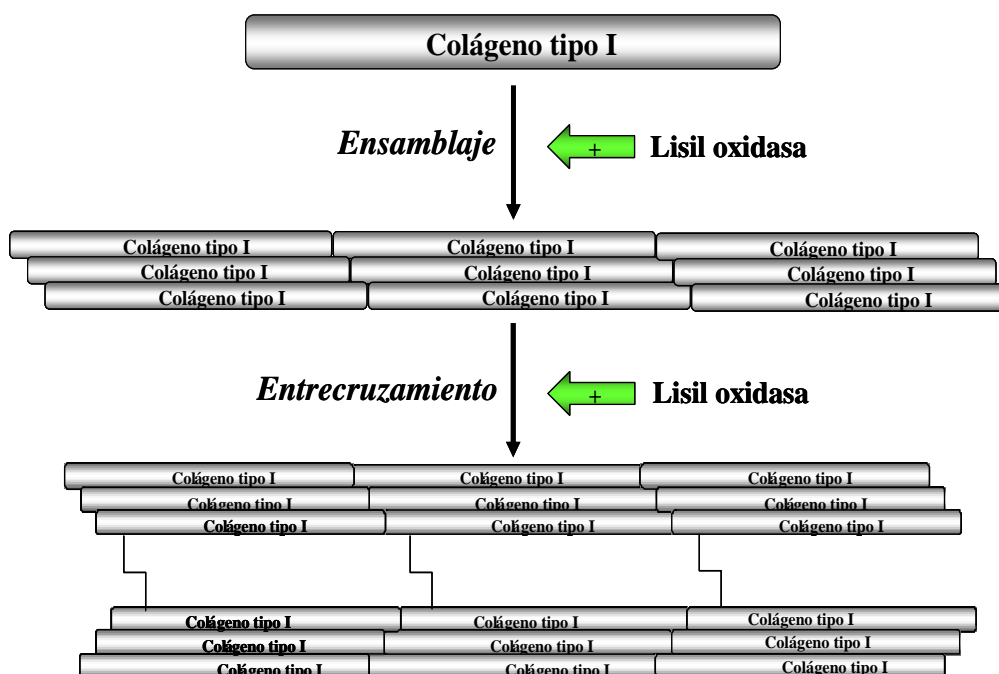 Colágeno tipo I
Ensamblaje + Lisil oxidasa
Colágeno tipo I Colágeno tipo I Colágeno tipo I
Colágeno tipo I Colágeno tipo I Colágeno tipo I
Colágeno tipo I Colágeno tipo I Colágeno tipo I
Entrecruzamiento + Lisil oxidasa
Colágeno tipo I Colágeno tipo I Colágeno tipo I
Colágeno tipo I Colágeno tipo I Colágeno tipo I
Colágeno tipo I Colágeno tipo I Colágeno tipo I
Colágeno tipo I Colágeno tipo I Colágeno tipo I
Colágeno tipo I Colágeno tipo I Colágeno tipo I
Colágeno tipo I Colágeno tipo I Colágeno tipo I